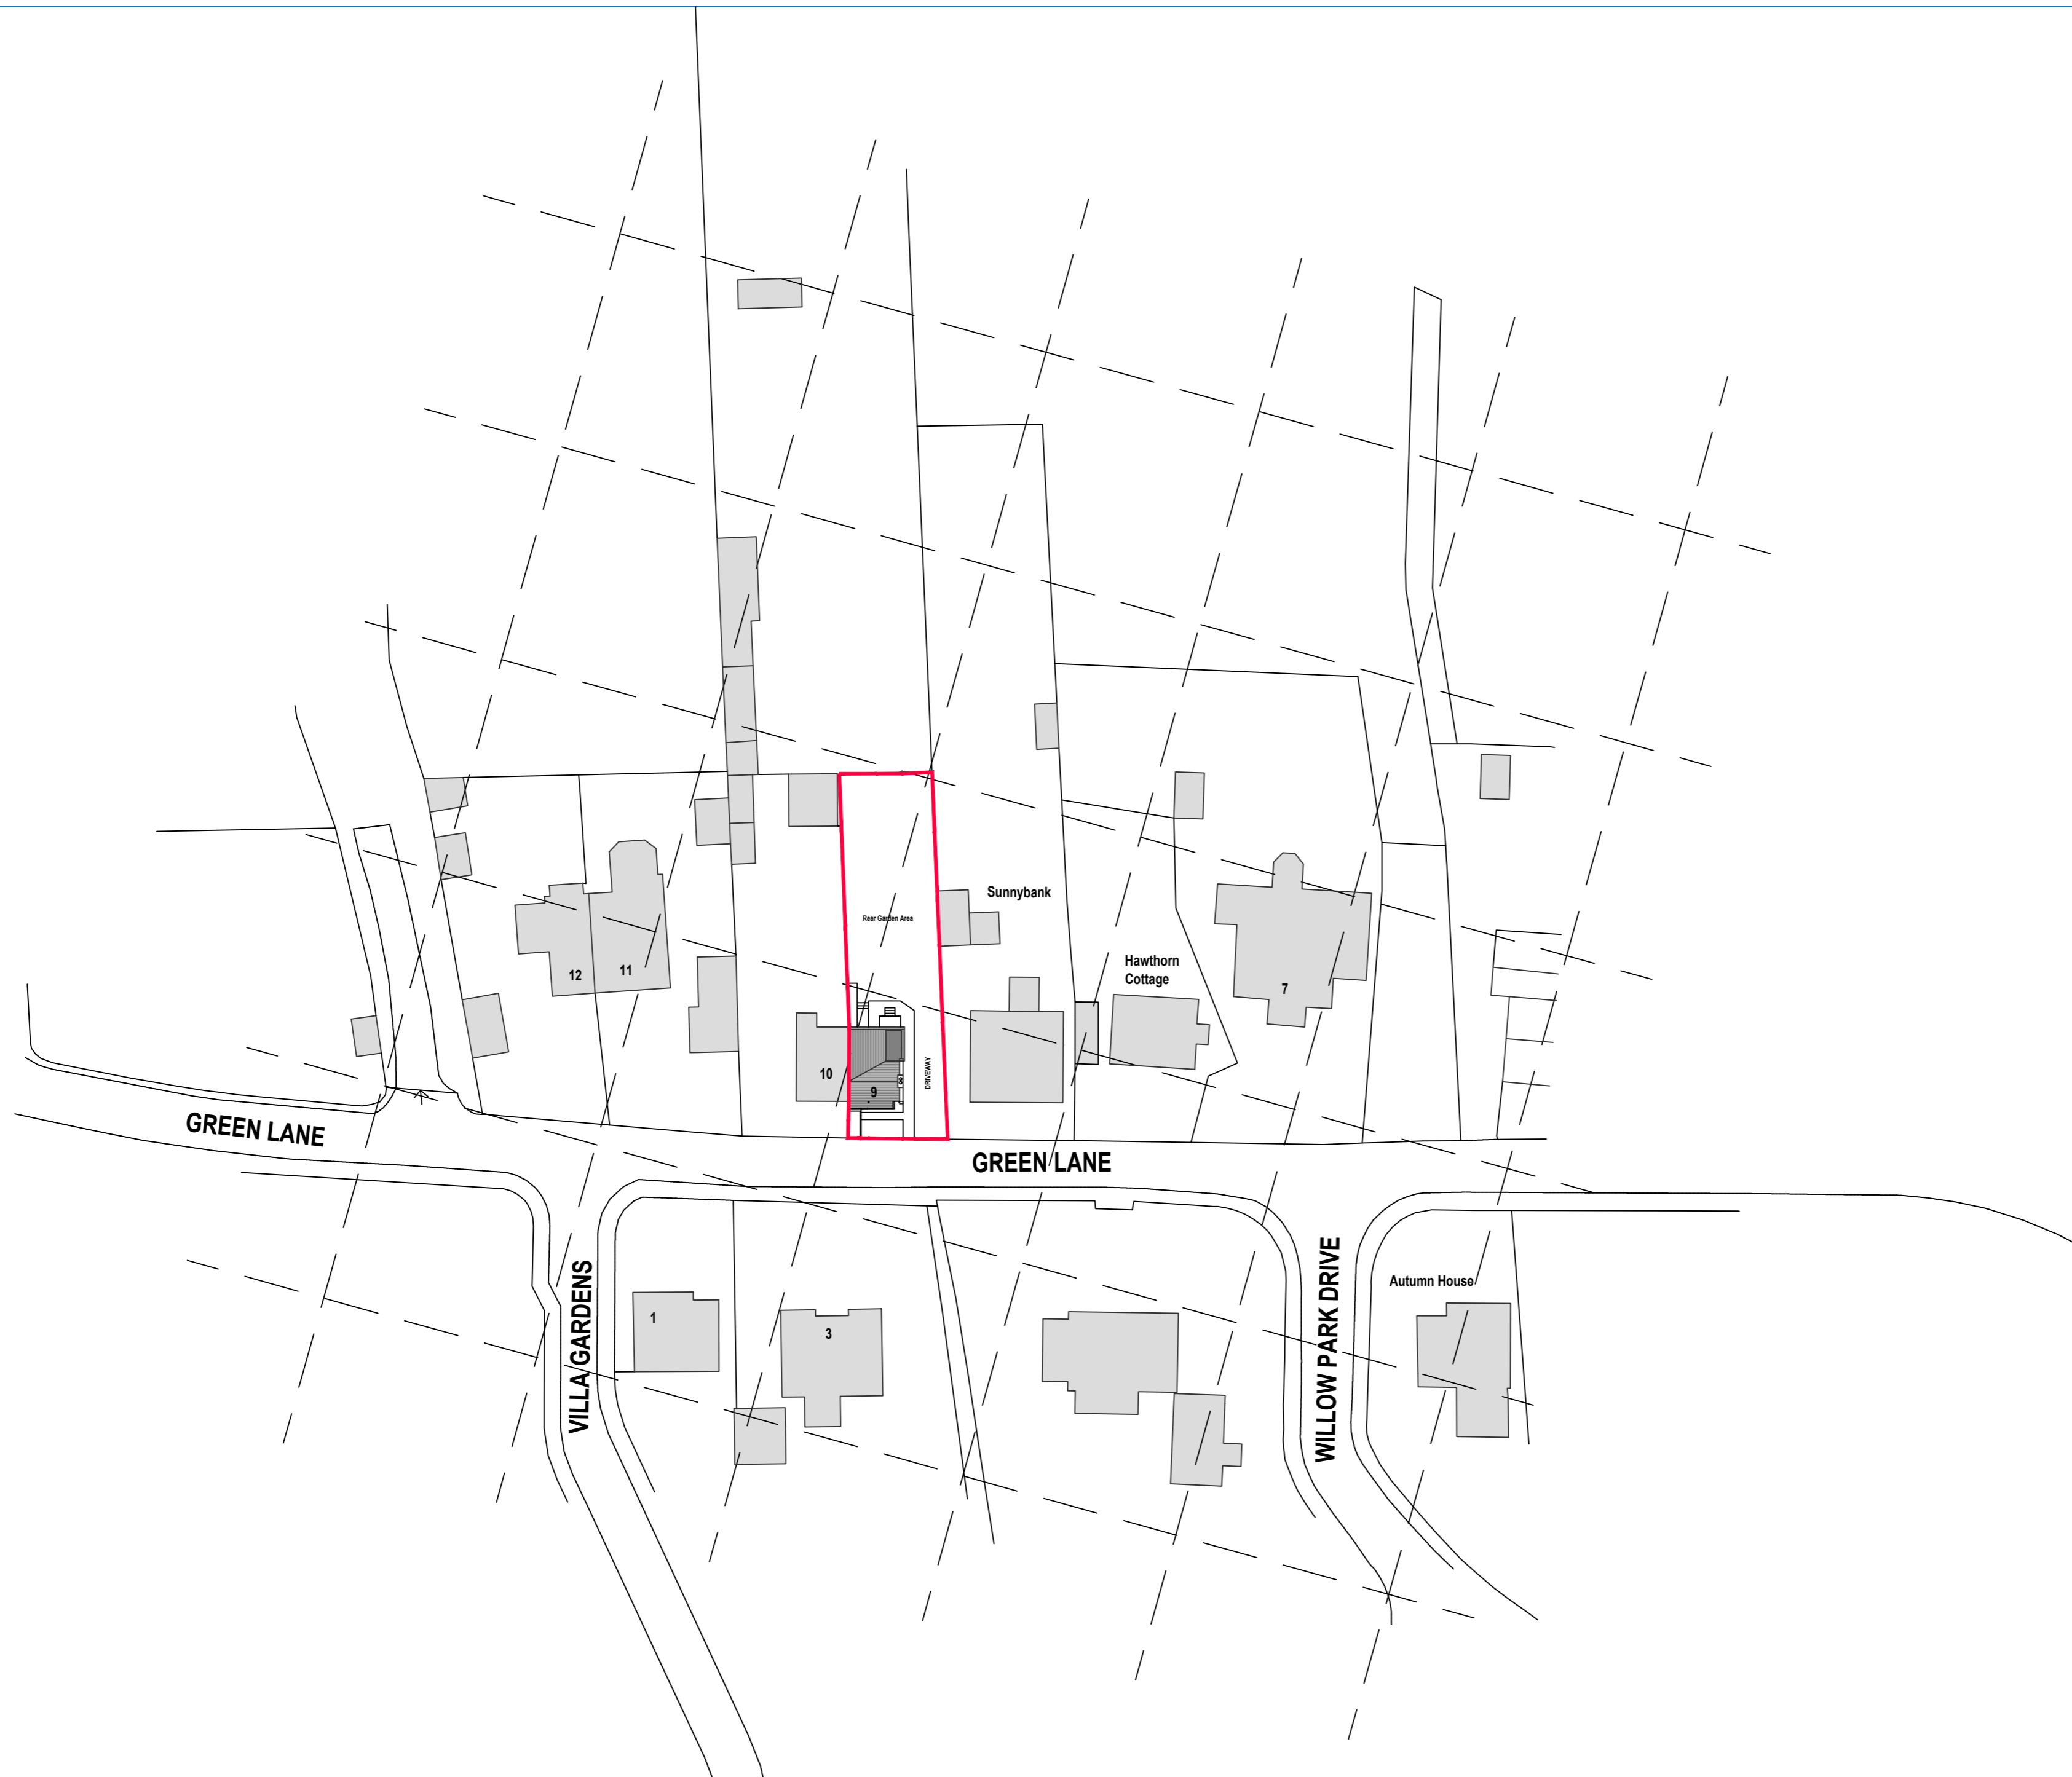 Rear Garden Area
Sunnybank
Hawthorn
Cottage
12
11
7
10
9
DRIVEWAY
GREEN LANE
GREEN LANE
VILLA GARDENS
WILLOW PARK DRIVE
Autumn House
1
3